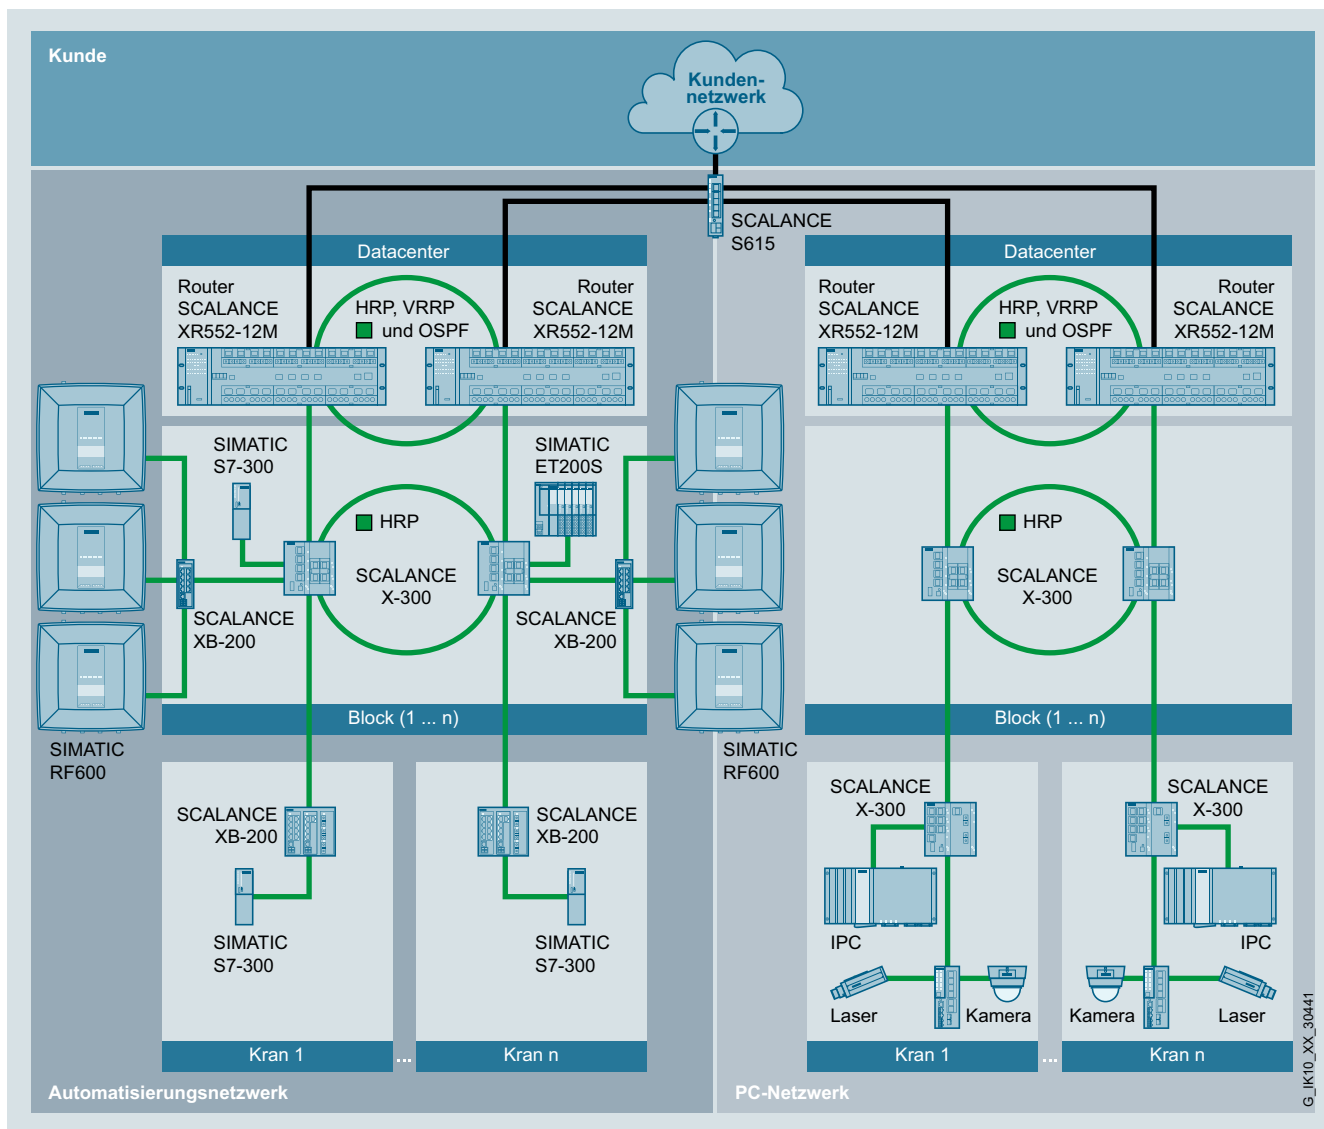 Kunde
Kunden-
netzwerk
SCALANCE
S615
Datacenter
Router
SCALANCE
XR552-12M
HRP, VRRP
und OSPF
Router
SCALANCE
XR552-12M
Datacenter
Router
SCALANCE
XR552-12M
HRP, VRRP
und OSPF
Router
SCALANCE
XR552-12M
SIMATIC
S7-300
SIMATIC
ET200S
HRP
SCALANCE
X-300
SCALANCE
XB-200
SCALANCE
XB-200
HRP
SCALANCE
X-300
Block (1 ... n)
Block (1 ... n)
SIMATIC
RF600
SIMATIC
RF600
SCALANCE
XB-200
SIMATIC
S7-300
SCALANCE
XB-200
SIMATIC
S7-300
SCALANCE
X-300
IPC
Laser
Kamera
SCALANCE
X-300
IPC
Kamera
Laser
Kran 1
...
Kran n
Kran 1
...
Kran n
Automatisierungsnetzwerk
PC-Netzwerk
G_IK10_XX_30441